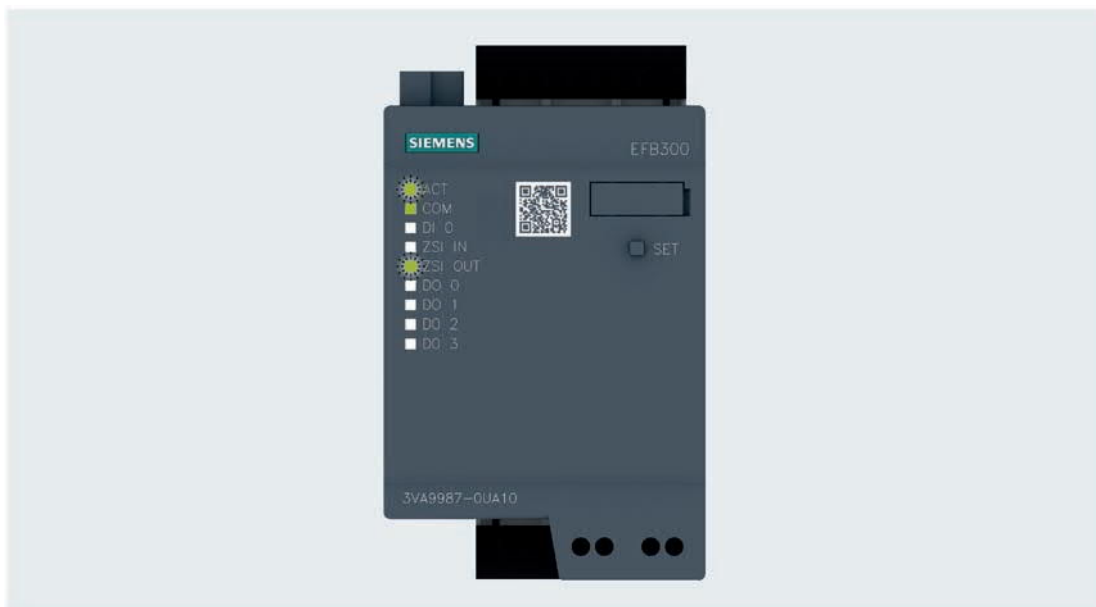 SIEMENS
EFB300
ACT
COM
DI 0
ZSI IN
SET
ZSI OUT
DO 0
DO 1
DO 2
DO 3
3VA9987-0UA10